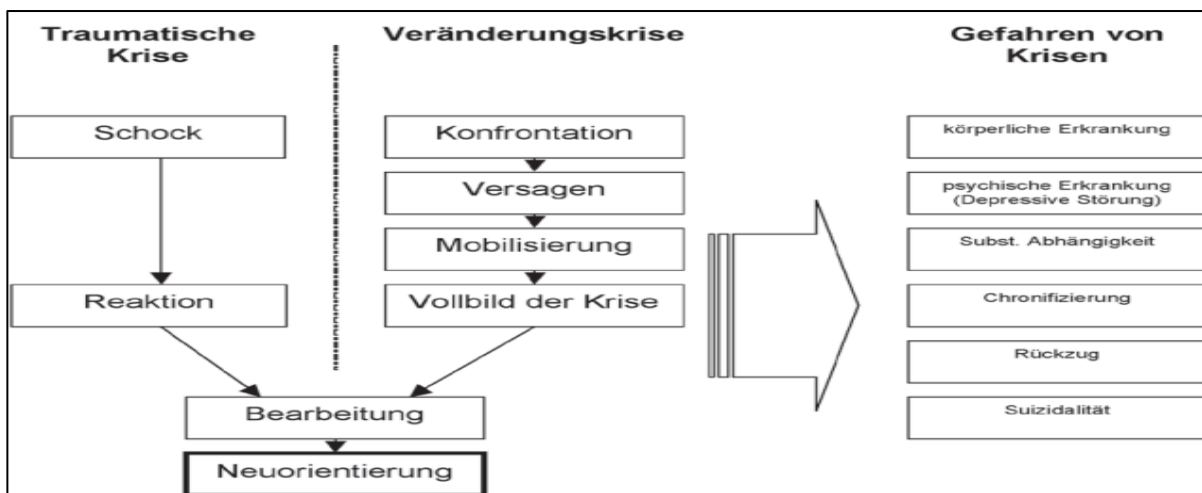 Traumatische
Krise
Veränderungskrise
Gefahren von
Krisen
Schock
Reaktion
Konfrontation
Versagen
Mobilisierung
Vollbild der Krise
Bearbeitung
Neuorientierung
körperliche Erkrankung
psychische Erkrankung
(Depressive Störung)
Subst. Abhängigkeit
Chronifizierung
Rückzug
Suizidalität